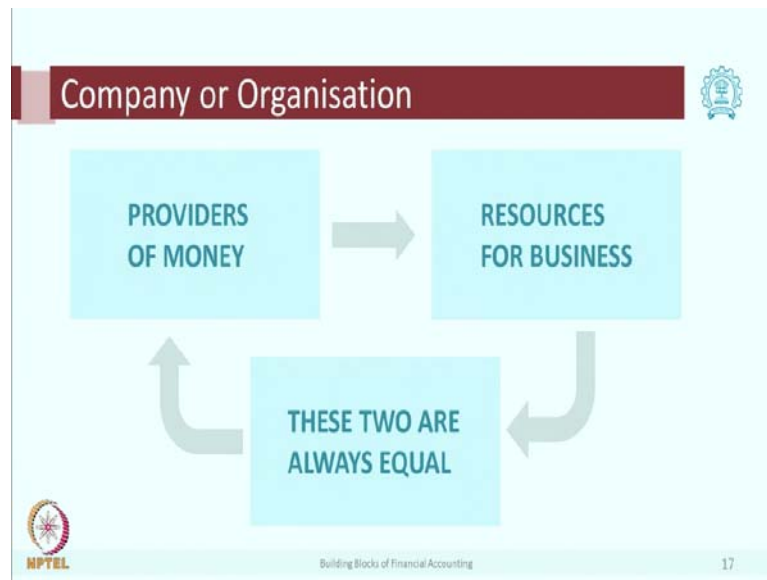 Company or Organisation
PROVIDERS
OF MONEY
RESOURCES
FOR BUSINESS
THESE TWO ARE
ALWAYS EQUAL
NPTEL
Building Blocks of Financial Accounting
17